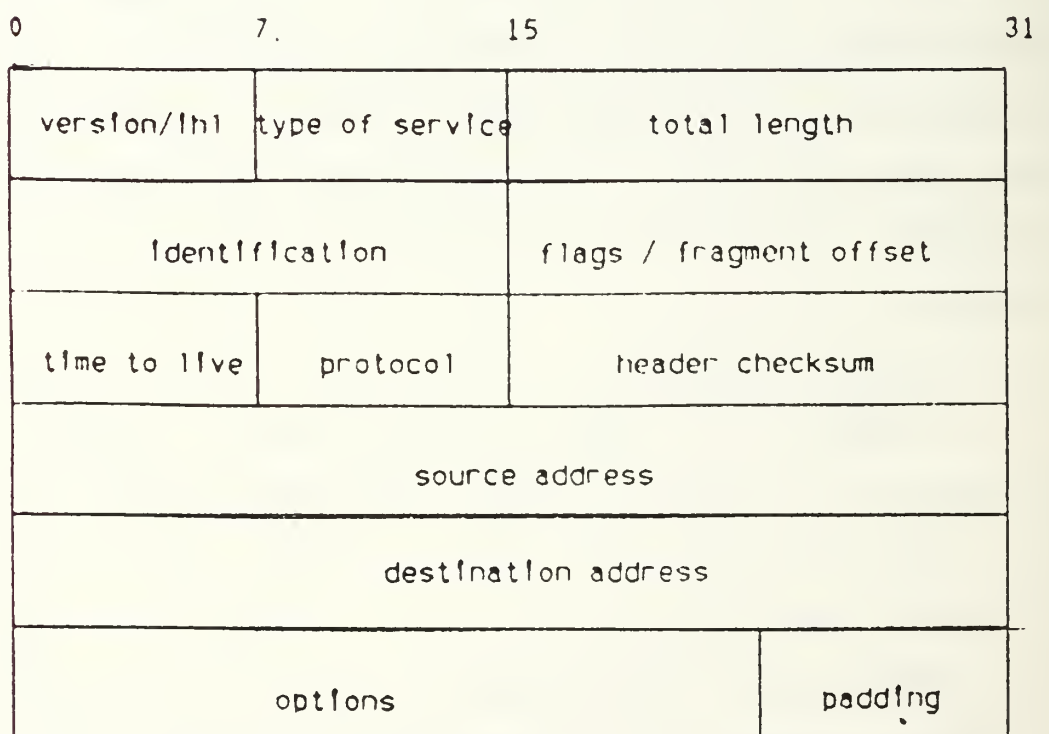 0 7. 15 31
version/ihl type of service total length
identification flags / fragment offset
time to live protocol header checksum
source address
destination address
options padding